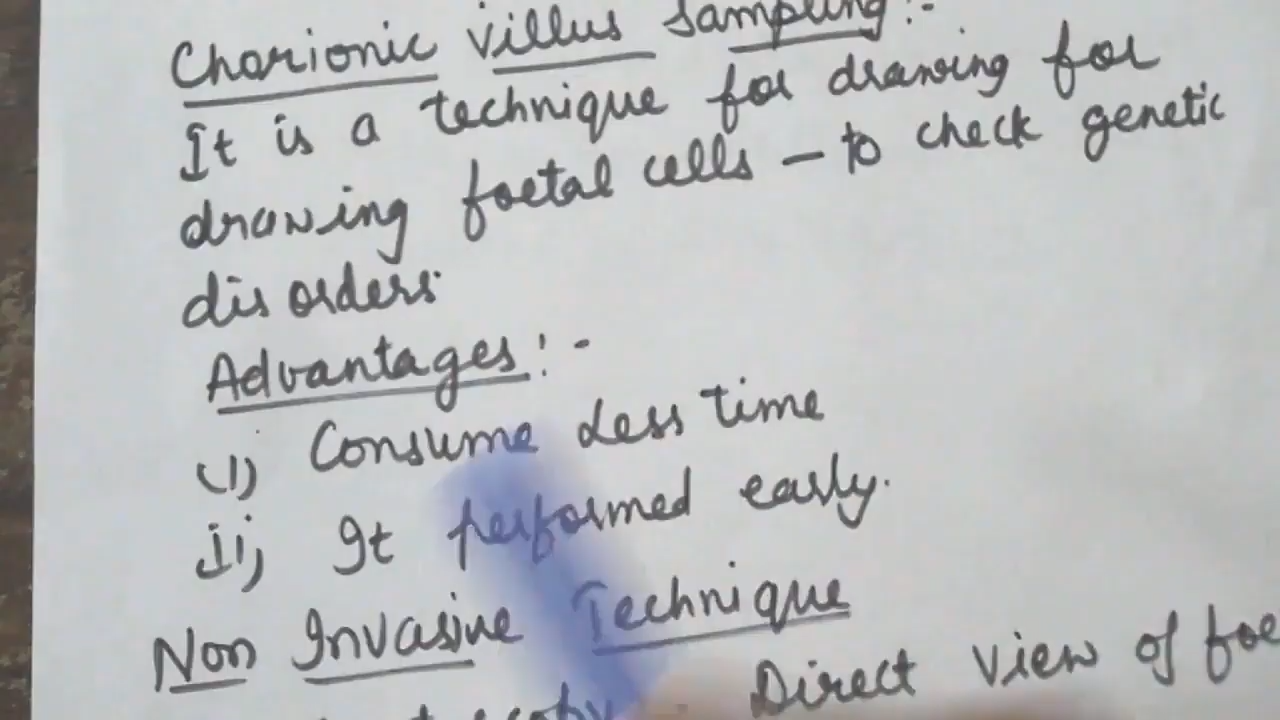 Chorionic villus Sampling:-
It is a technique for drawing for
drawing foetal cells - to check genetic
disorders.
Advantages:-
(i) Consume Less time
ii) It performed early.
Non Invasive Technique
Direct view of